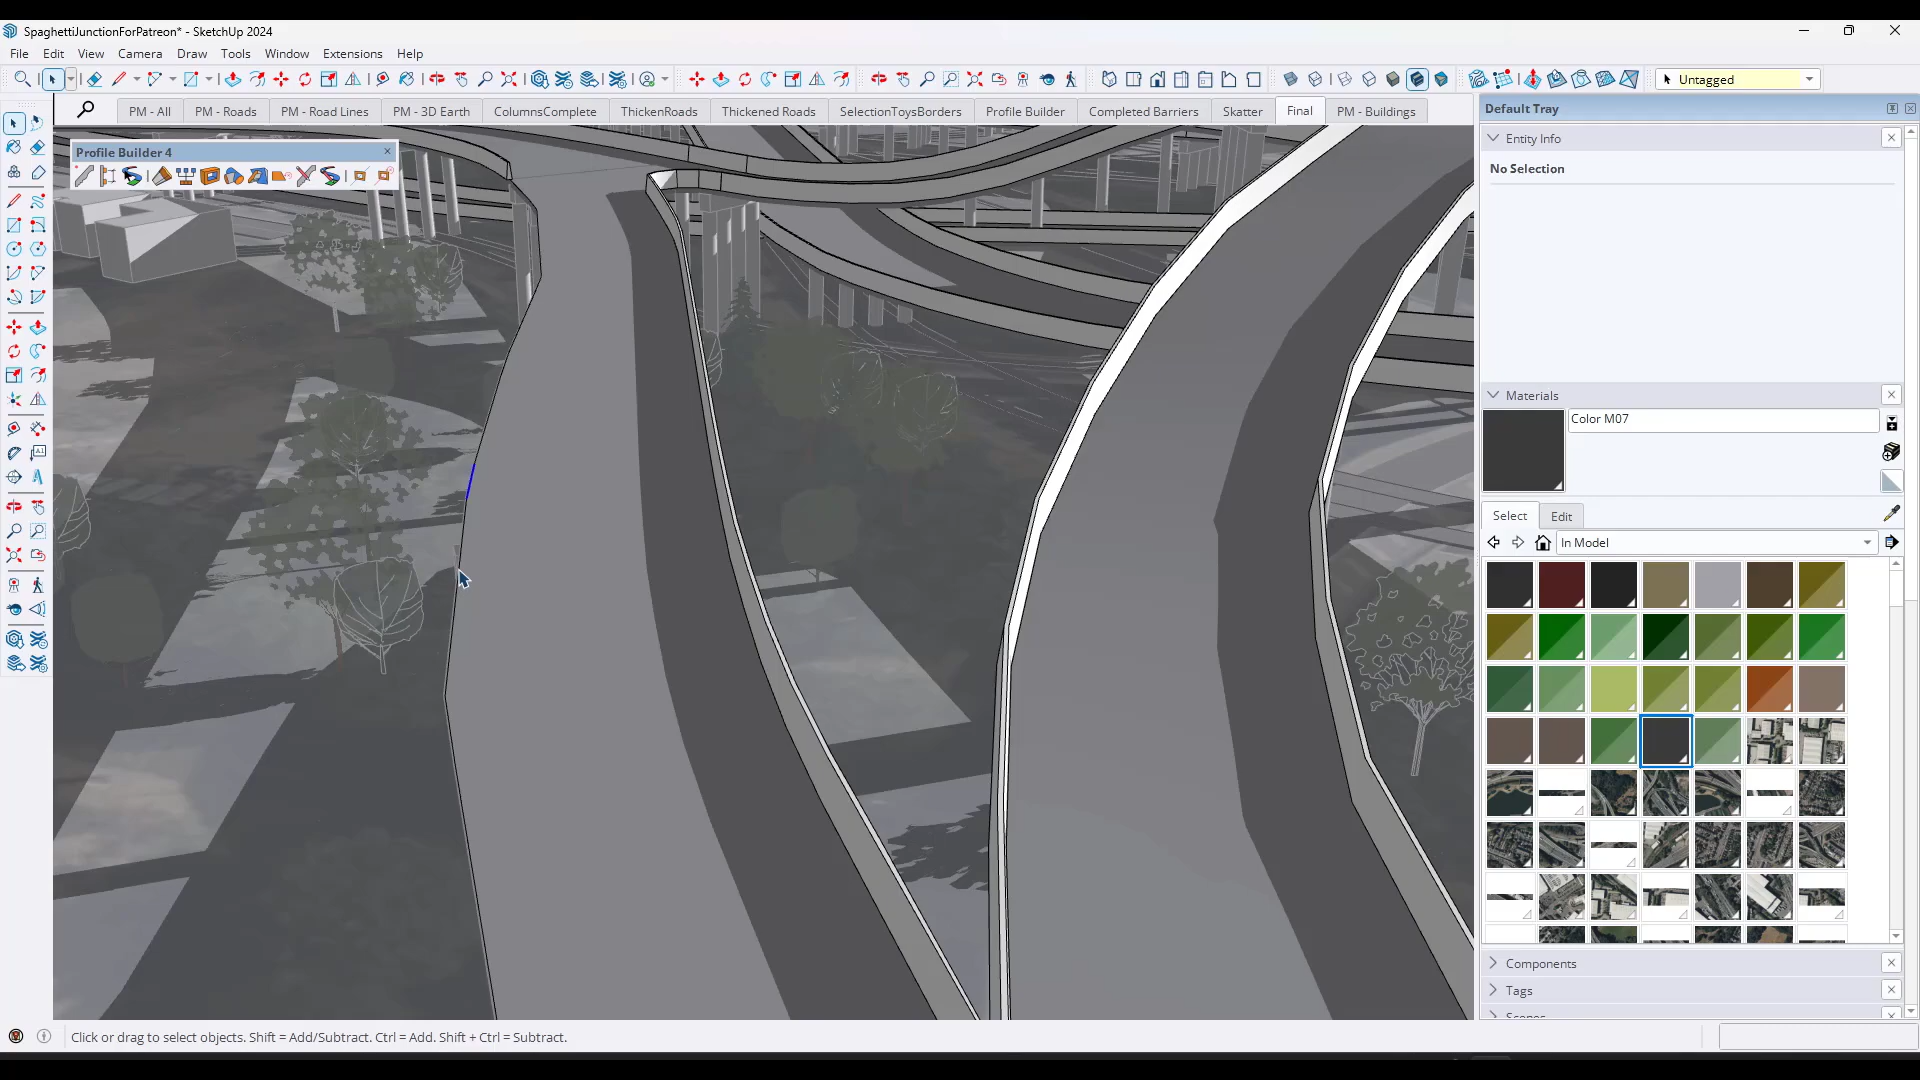 SpaghettiJunctionForPatreon* - SketchUp 2024
File Edit View Camera Draw Tools Window Extensions Help
Untagged
PM - All PM - Roads PM - Road Lines PM - 3D Earth ColumnsComplete ThickenRoads Thickened Roads SelectionToysBorders Profile Builder Completed Barriers Skatter Final PM - Buildings
Default Tray
Profile Builder 4
Entity Info
No Selection
Materials
Color M07
Select Edit
In Model
Components
Tags
Scenes
Click or drag to select objects. Shift = Add/Subtract. Ctrl = Add. Shift + Ctrl = Subtract.